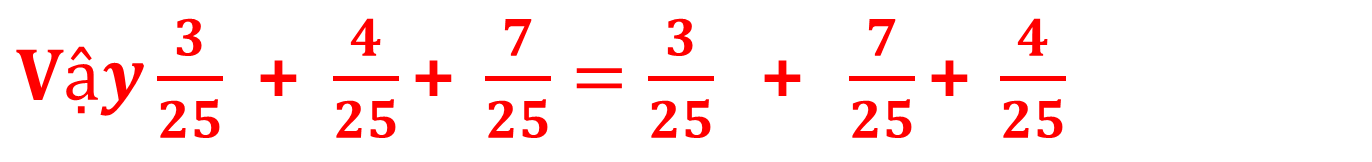 Vậy 3/25 + 4/25 + 7/25 = 3/25 + 7/25 + 4/25